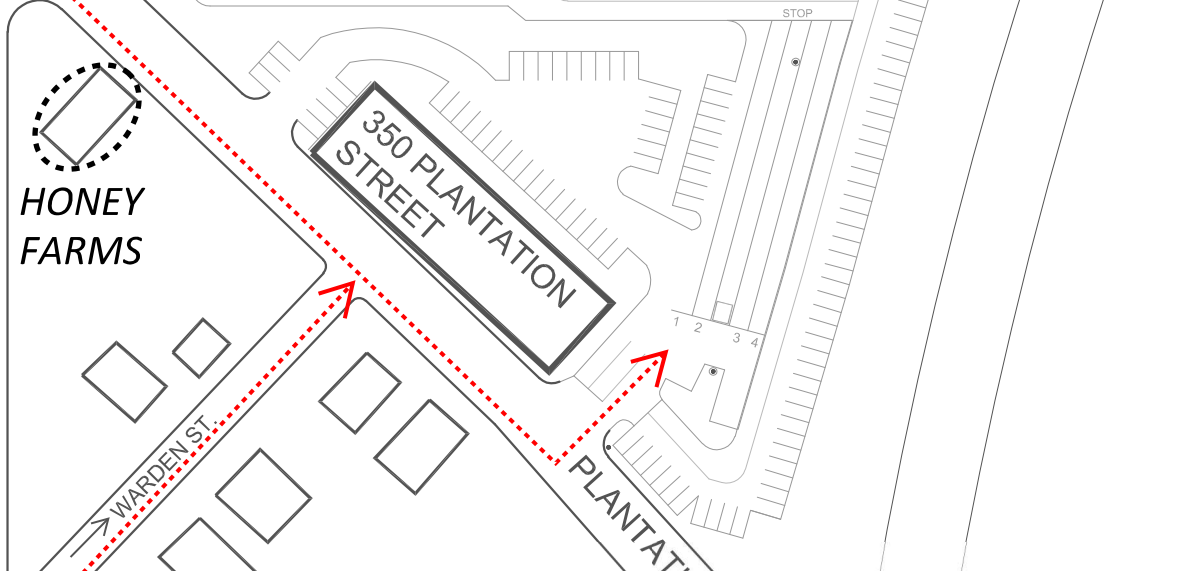 STOP
HONEY
FARMS
350 PLANTATION
STREET
1 2 3 4
WARDEN ST.
PLANTATI